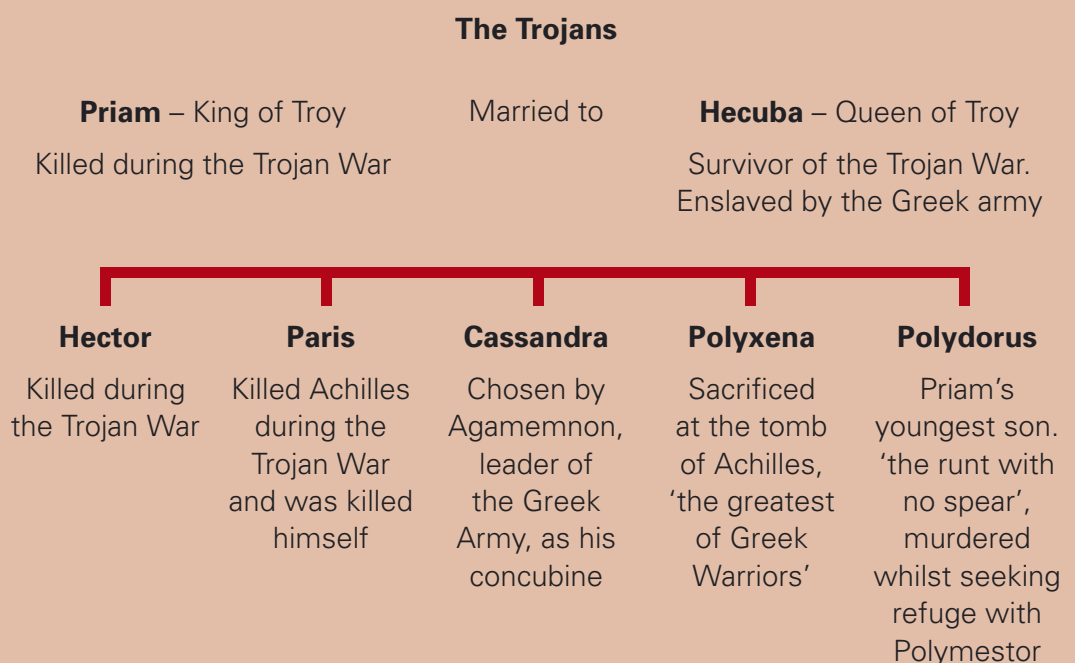 The Trojans
Priam – King of Troy
Killed during the Trojan War
Married to
Hecuba – Queen of Troy
Survivor of the Trojan War.
Enslaved by the Greek army
Hector
Killed during
the Trojan War
Paris
Killed Achilles
during the
Trojan War
and was killed
himself
Cassandra
Chosen by
Agamemnon,
leader of
the Greek
Army, as his
concubine
Polyxena
Sacrificed
at the tomb
of Achilles,
‘the greatest
of Greek
Warriors’
Polydorus
Priam’s
youngest son.
‘the runt with
no spear’,
murdered
whilst seeking
refuge with
Polymestor